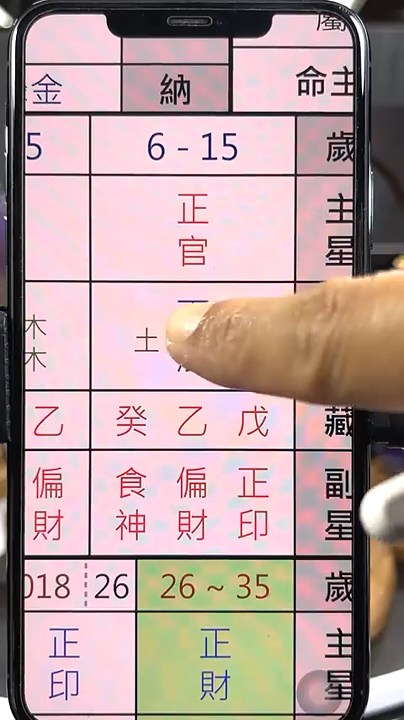 金 納 命主
5 6 - 15 歲
正官 主星
木木 土
乙 癸 乙 戊 藏
偏財 食神 偏財 正印 副星
018 26 26 ~ 35 歲
正印 正財 主星